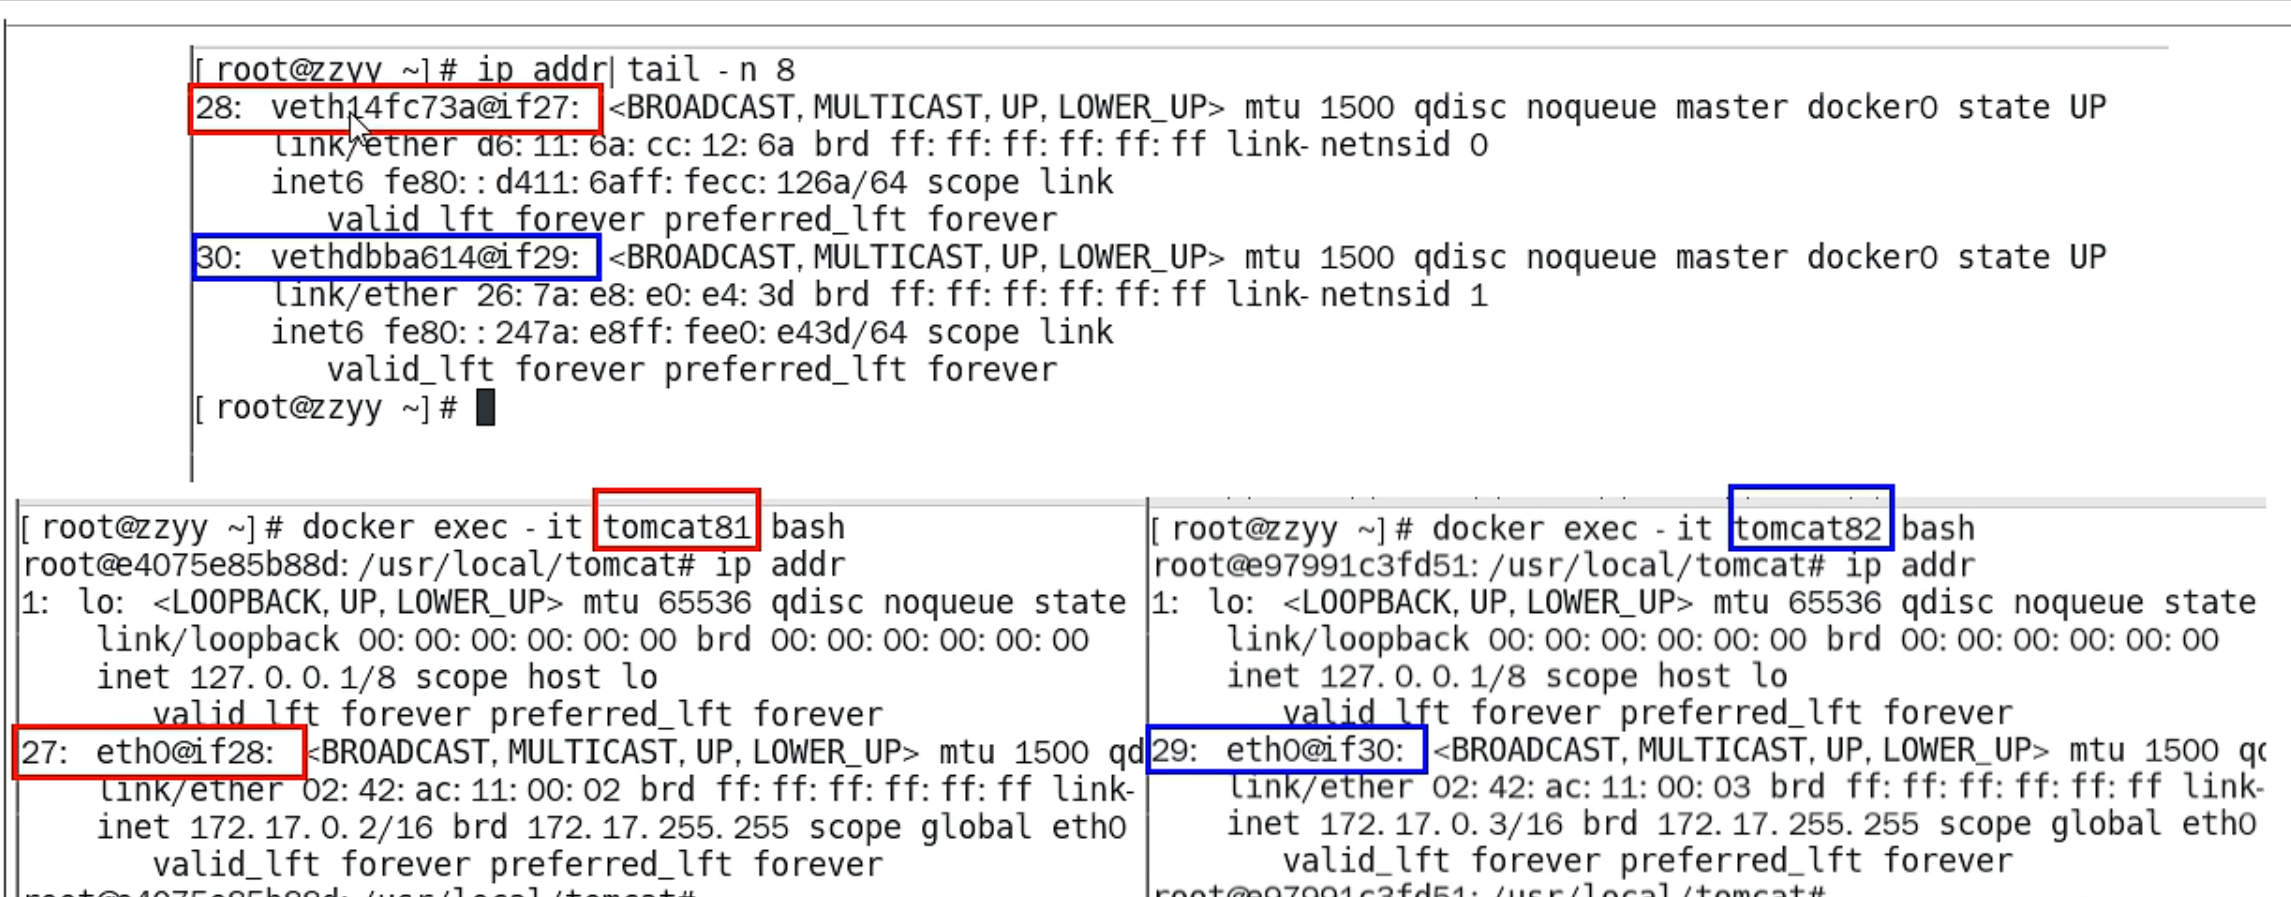 [root@zzyy ~]# ip addr| tail -n 8
28: veth14fc73a@if27: <BROADCAST,MULTICAST,UP,LOWER_UP> mtu 1500 qdisc noqueue master docker0 state UP
link/ether d6:11:6a:cc:12:6a brd ff:ff:ff:ff:ff:ff link-netnsid 0
inet6 fe80::d411:6aff:fecc:126a/64 scope link
valid_lft forever preferred_lft forever
30: vethdbba614@if29: <BROADCAST,MULTICAST,UP,LOWER_UP> mtu 1500 qdisc noqueue master docker0 state UP
link/ether 26:7a:e8:e0:e4:3d brd ff:ff:ff:ff:ff:ff link-netnsid 1
inet6 fe80::247a:e8ff:fee0:e43d/64 scope link
valid_lft forever preferred_lft forever
[root@zzyy ~]#
[root@zzyy ~]# docker exec -it tomcat81 bash
root@e4075e85b88d:/usr/local/tomcat# ip addr
1: lo: <LOOPBACK,UP,LOWER_UP> mtu 65536 qdisc noqueue state
link/loopback 00:00:00:00:00:00 brd 00:00:00:00:00:00
inet 127.0.0.1/8 scope host lo
valid_lft forever preferred_lft forever
27: eth0@if28: <BROADCAST,MULTICAST,UP,LOWER_UP> mtu 1500 qd
link/ether 02:42:ac:11:00:02 brd ff:ff:ff:ff:ff:ff link-
inet 172.17.0.2/16 brd 172.17.255.255 scope global eth0
valid_lft forever preferred_lft forever
root@e4075e85b88d:/usr/local/tomcat#
[root@zzyy ~]# docker exec -it tomcat82 bash
root@e97991c3fd51:/usr/local/tomcat# ip addr
1: lo: <LOOPBACK,UP,LOWER_UP> mtu 65536 qdisc noqueue state
link/loopback 00:00:00:00:00:00 brd 00:00:00:00:00:00
inet 127.0.0.1/8 scope host lo
valid_lft forever preferred_lft forever
29: eth0@if30: <BROADCAST,MULTICAST,UP,LOWER_UP> mtu 1500 qd
link/ether 02:42:ac:11:00:03 brd ff:ff:ff:ff:ff:ff link-
inet 172.17.0.3/16 brd 172.17.255.255 scope global eth0
valid_lft forever preferred_lft forever
root@e97991c3fd51:/usr/local/tomcat#